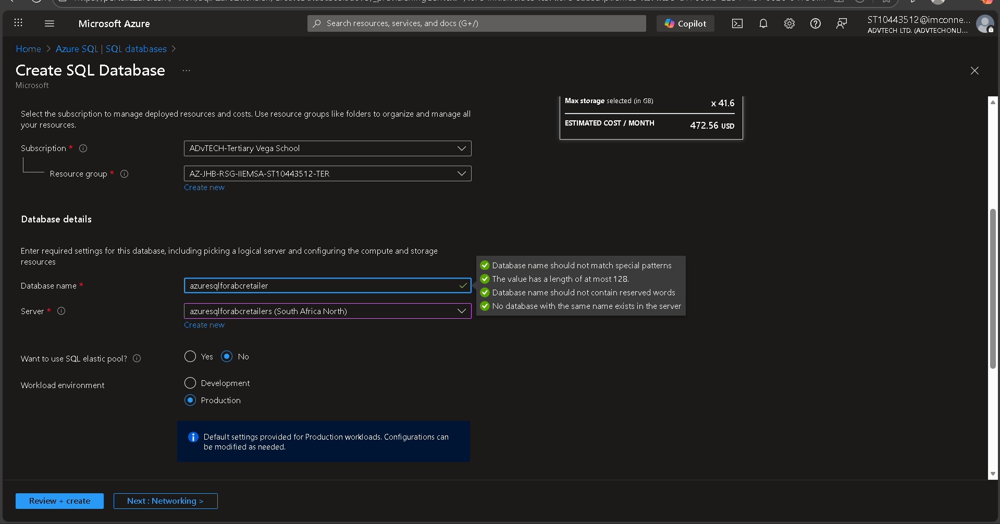 Microsoft Azure
Search resources, services, and docs (G+/)
Copilot
ST10443512@imconne...
ADVTECH LTD. (ADVTECHONLI...
Home > Azure SQL | SQL databases >
Create SQL Database ...
Microsoft
Max storage selected (in GB) x 41.6
ESTIMATED COST / MONTH 472.56 USD
Select the subscription to manage deployed resources and costs. Use resource groups like folders to organize and manage all
your resources.
Subscription * ADvTECH-Tertiary Vega School
Resource group * AZ-JHB-RSG-IIEMSA-ST10443512-TER
Create new
Database details
Enter required settings for this database, including picking a logical server and configuring the compute and storage
resources
Database name * azuresqlforabcretailer
Database name should not match special patterns
The value has a length of at most 128.
Database name should not contain reserved words
No database with the same name exists in the server
Server * azuresqlforabcretailers (South Africa North)
Create new
Want to use SQL elastic pool? Yes No
Workload environment Development
Production
Default settings provided for Production workloads. Configurations can
be modified as needed.
Review + create
Next : Networking >